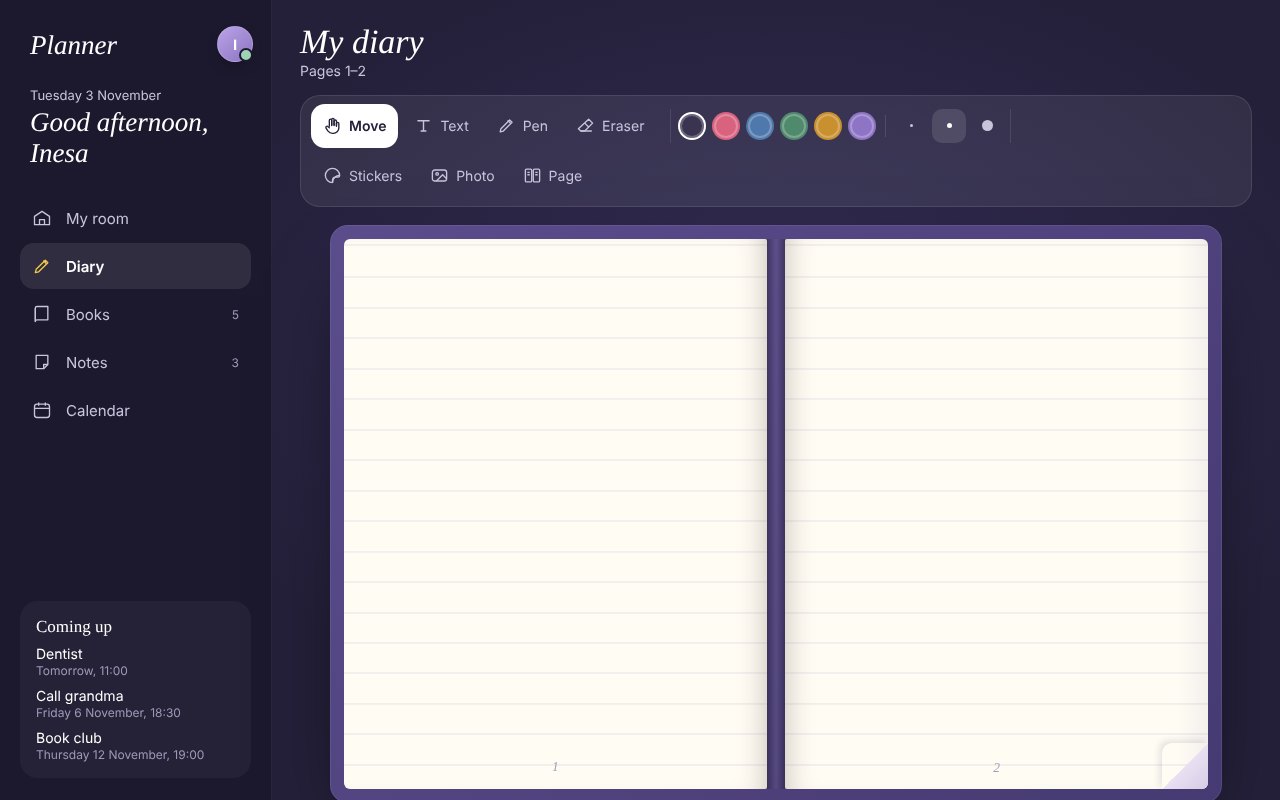 Planner
I
Tuesday 3 November
Good afternoon,
Inesa
My room
Diary
Books 5
Notes 3
Calendar
Coming up
Dentist
Tomorrow, 11:00
Call grandma
Friday 6 November, 18:30
Book club
Thursday 12 November, 19:00
My diary
Pages 1–2
Move Text Pen Eraser
Stickers Photo Page
1
2